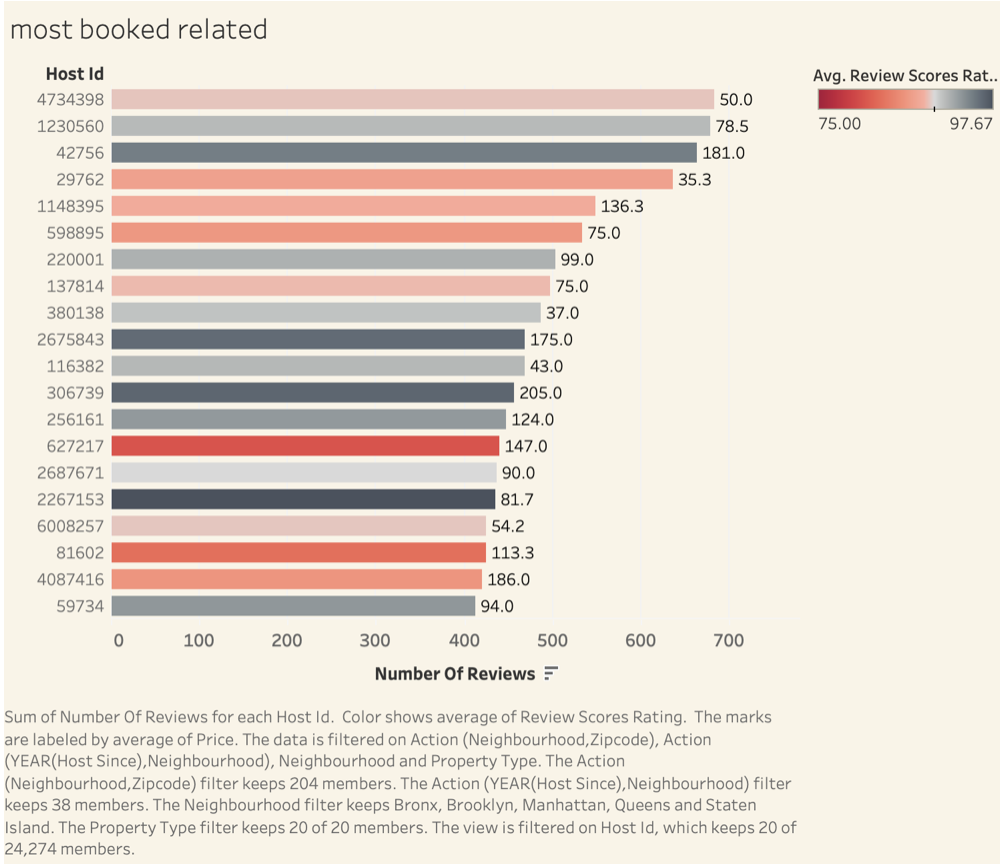 most booked related
Host Id
Avg. Review Scores Rat..
75.00 97.67
4734398 50.0
1230560 78.5
42756 181.0
29762 35.3
1148395 136.3
598895 75.0
220001 99.0
137814 75.0
380138 37.0
2675843 175.0
116382 43.0
306739 205.0
256161 124.0
627217 147.0
2687671 90.0
2267153 81.7
6008257 54.2
81602 113.3
4087416 186.0
59734 94.0
0 100 200 300 400 500 600 700
Number Of Reviews
Sum of Number Of Reviews for each Host Id. Color shows average of Review Scores Rating. The marks
are labeled by average of Price. The data is filtered on Action (Neighbourhood,Zipcode), Action
(YEAR(Host Since),Neighbourhood), Neighbourhood and Property Type. The Action
(Neighbourhood,Zipcode) filter keeps 204 members. The Action (YEAR(Host Since),Neighbourhood) filter
keeps 38 members. The Neighbourhood filter keeps Bronx, Brooklyn, Manhattan, Queens and Staten
Island. The Property Type filter keeps 20 of 20 members. The view is filtered on Host Id, which keeps 20 of
24,274 members.